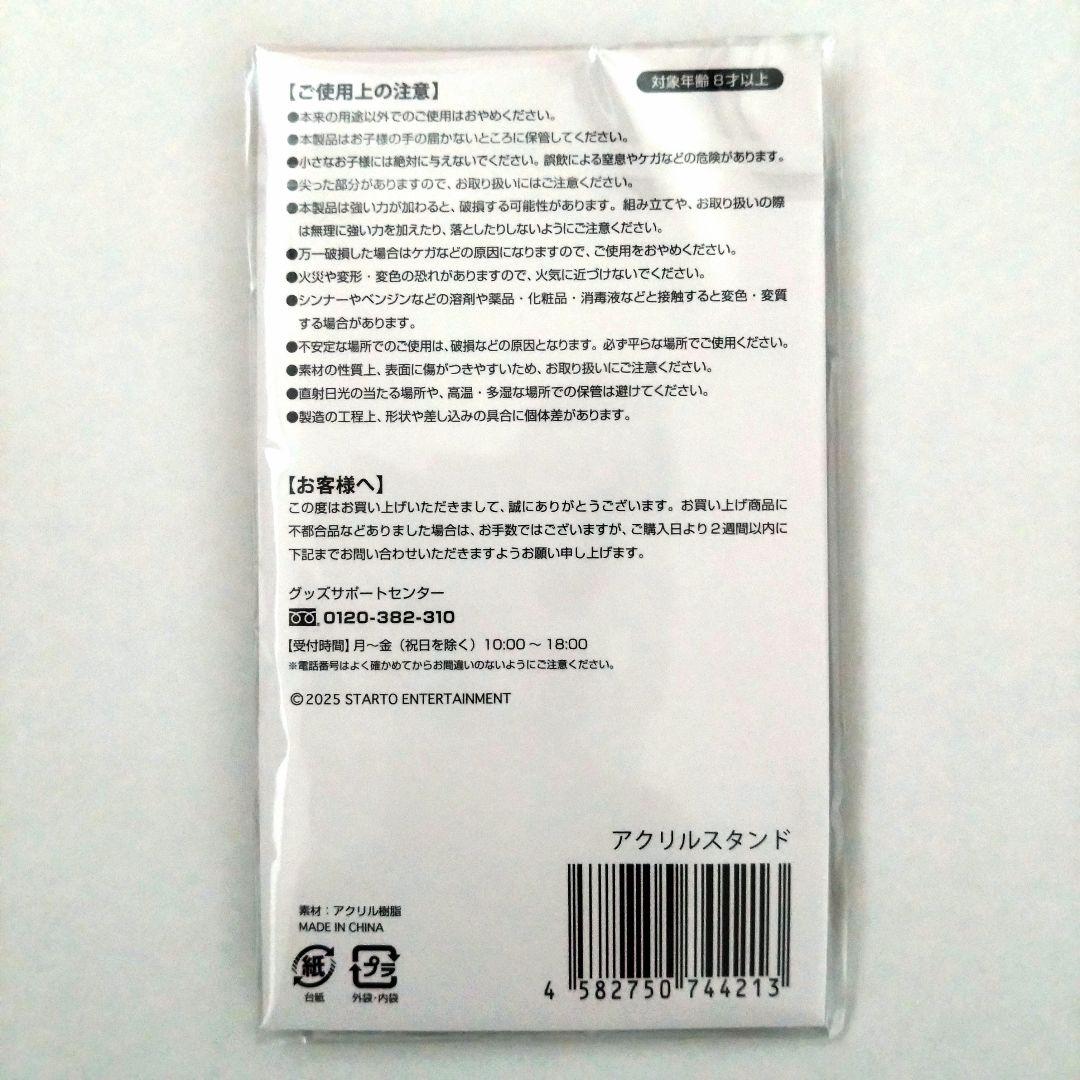 対象年齢8才以上
【ご使用上の注意】
●本来の用途以外でのご使用はおやめください。
●本製品はお子様の手の届かないところに保管してください。
●小さなお子様には絶対に与えないでください。誤飲による窒息やケガなどの危険があります。
●尖った部分がありますので、お取り扱いにはご注意ください。
●本製品は強い力が加わると、破損する可能性があります。組み立てや、お取り扱いの際
は無理に強い力を加えたり、落としたりしないようにご注意ください。
●万一破損した場合はケガなどの原因になりますので、ご使用をおやめください。
●火災や変形・変色の恐れがありますので、火気に近づけないでください。
●シンナーやベンジンなどの溶剤や薬品・化粧品・消毒液などと接触すると変色・変質
する場合があります。
●不安定な場所でのご使用は、破損などの原因となります。必ず平らな場所でご使用ください。
●素材の性質上、表面に傷がつきやすいため、お取り扱いにご注意ください。
●直射日光の当たる場所や、高温・多湿な場所での保管は避けてください。
●製造の工程上、形状や差し込みの具合に個体差があります。
【お客様へ】
この度はお買い上げいただきまして、誠にありがとうございます。お買い上げ商品に
不都合品などありました場合は、お手数ではございますが、ご購入日より2週間以内に
下記までお問い合わせいただきますようお願い申し上げます。
グッズサポートセンター
0120-382-310
【受付時間】月～金（祝日を除く）10:00～18:00
※電話番号はよく確かめてからお間違いのないようにご注意ください。
©2025 STARTO ENTERTAINMENT
アクリルスタンド
素材：アクリル樹脂
MADE IN CHINA
紙 プラ
台紙 外袋・内袋
4 582750 744213